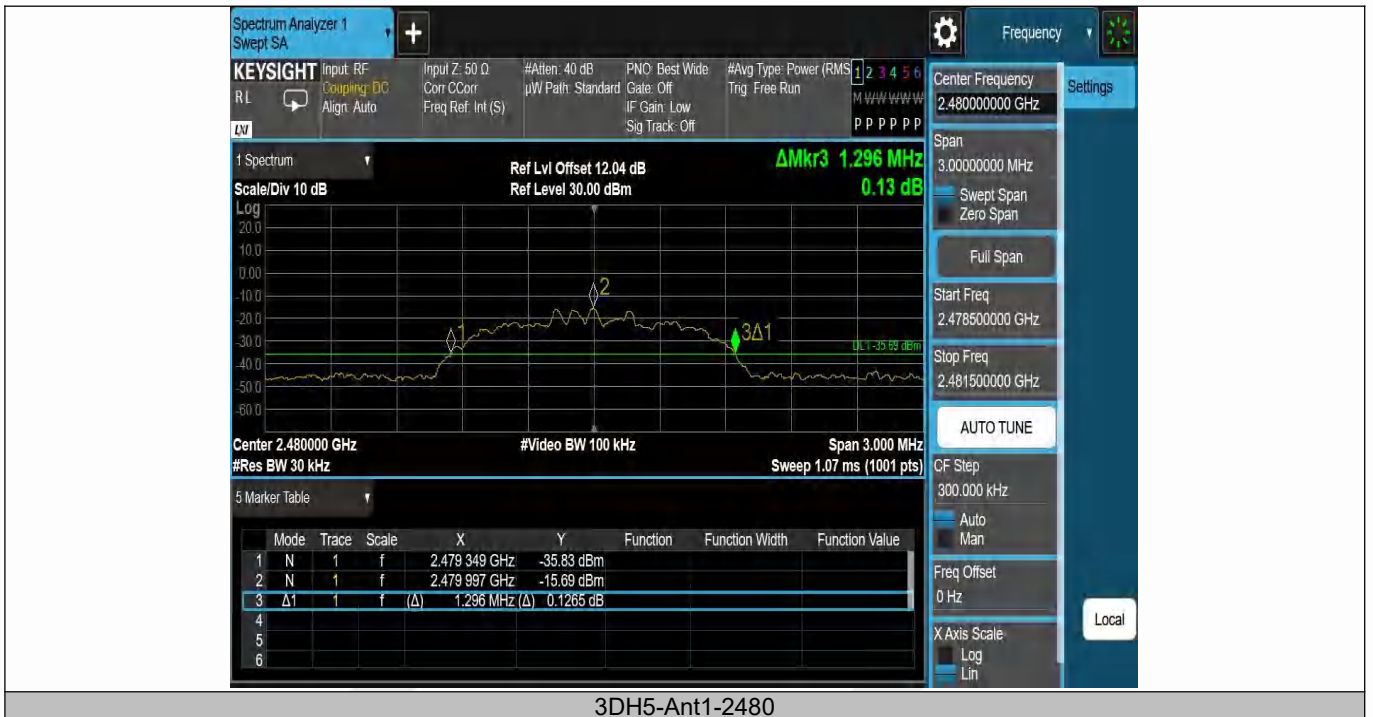 Spectrum Analyzer 1
Swept SA
+
Frequency
KEYSIGHT
RL
LXI
Input: RF
Coupling: DC
Align: Auto
Input Z: 50 Ω
Corr CCorr
Freq Ref: Int (S)
#Atten: 40 dB
µW Path: Standard
PNO: Best Wide
Gate: Off
IF Gain: Low
Sig Track: Off
#Avg Type: Power (RMS
Trig: Free Run
1 2 3 4 5 6
M W W W W W
P P P P P P
1 Spectrum
Scale/Div 10 dB
Ref Lvl Offset 12.04 dB
Ref Level 30.00 dBm
ΔMkr3 1.296 MHz
0.13 dB
Log
20.0
10.0
0.00
-10.0
-20.0
-30.0
-40.0
-50.0
-60.0
1
2
3Δ1
DL1 -35.69 dBm
Center 2.480000 GHz
#Video BW 100 kHz
Span 3.000 MHz
#Res BW 30 kHz
Sweep 1.07 ms (1001 pts)
5 Marker Table
Mode Trace Scale X Y Function Function Width Function Value
1 N 1 f 2.479 349 GHz -35.83 dBm
2 N 1 f 2.479 997 GHz -15.69 dBm
3 Δ1 1 f (Δ) 1.296 MHz (Δ) 0.1265 dB
4
5
6
Center Frequency
2.480000000 GHz
Settings
Span
3.00000000 MHz
Swept Span
Zero Span
Full Span
Start Freq
2.478500000 GHz
Stop Freq
2.481500000 GHz
AUTO TUNE
CF Step
300.000 kHz
Auto
Man
Freq Offset
0 Hz
X Axis Scale
Log
Lin
Local
3DH5-Ant1-2480